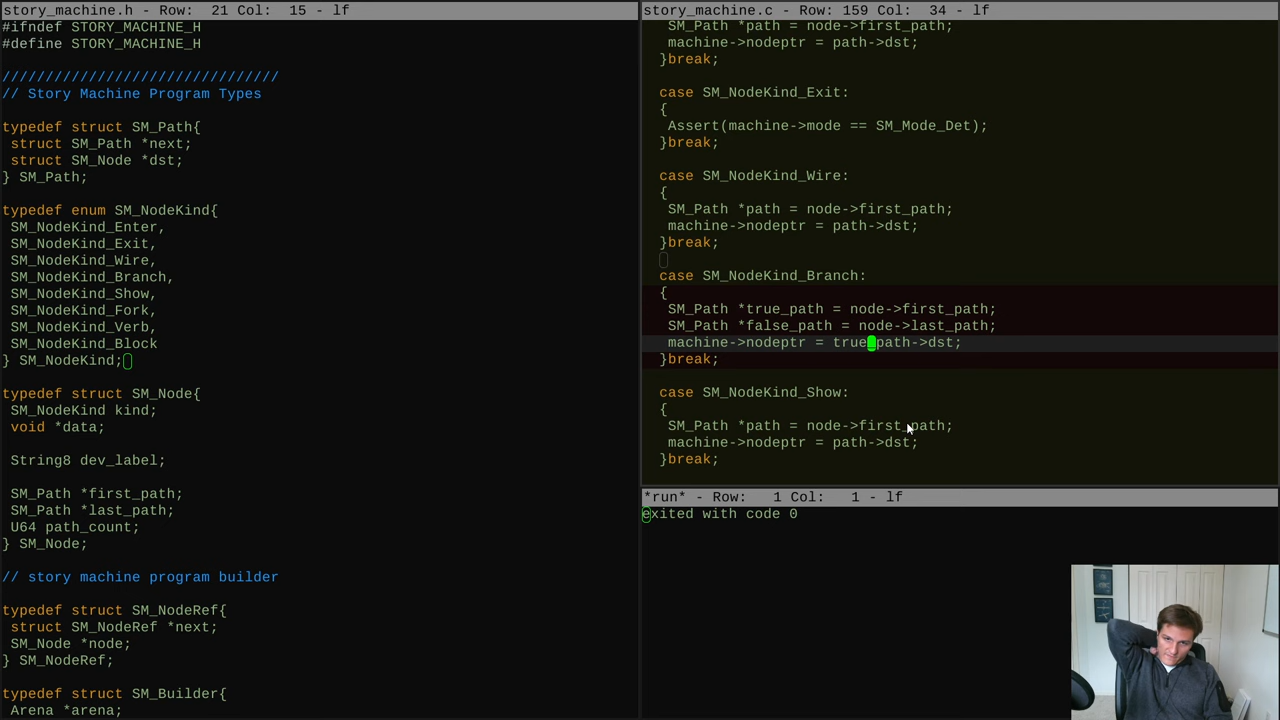 story_machine.h - Row:  21 Col:  15 - lf
#ifndef STORY_MACHINE_H
#define STORY_MACHINE_H
////////////////////////////////
// Story Machine Program Types
typedef struct SM_Path{
 struct SM_Path *next;
 struct SM_Node *dst;
} SM_Path;
typedef enum SM_NodeKind{
 SM_NodeKind_Enter,
 SM_NodeKind_Exit,
 SM_NodeKind_Wire,
 SM_NodeKind_Branch,
 SM_NodeKind_Show,
 SM_NodeKind_Fork,
 SM_NodeKind_Verb,
 SM_NodeKind_Block
} SM_NodeKind;
typedef struct SM_Node{
 SM_NodeKind kind;
 void *data;
 String8 dev_label;
 SM_Path *first_path;
 SM_Path *last_path;
 U64 path_count;
} SM_Node;
// story machine program builder
typedef struct SM_NodeRef{
 struct SM_NodeRef *next;
 SM_Node *node;
} SM_NodeRef;
typedef struct SM_Builder{
 Arena *arena;
story_machine.c - Row: 159 Col:  34 - lf
 SM_Path *path = node->first_path;
 machine->nodeptr = path->dst;
}break;
case SM_NodeKind_Exit:
{
 Assert(machine->mode == SM_Mode_Det);
}break;
case SM_NodeKind_Wire:
{
 SM_Path *path = node->first_path;
 machine->nodeptr = path->dst;
}break;
case SM_NodeKind_Branch:
{
 SM_Path *true_path = node->first_path;
 SM_Path *false_path = node->last_path;
 machine->nodeptr = true_path->dst;
}break;
case SM_NodeKind_Show:
{
 SM_Path *path = node->first_path;
 machine->nodeptr = path->dst;
}break;
*run* - Row:   1 Col:   1 - lf
exited with code 0